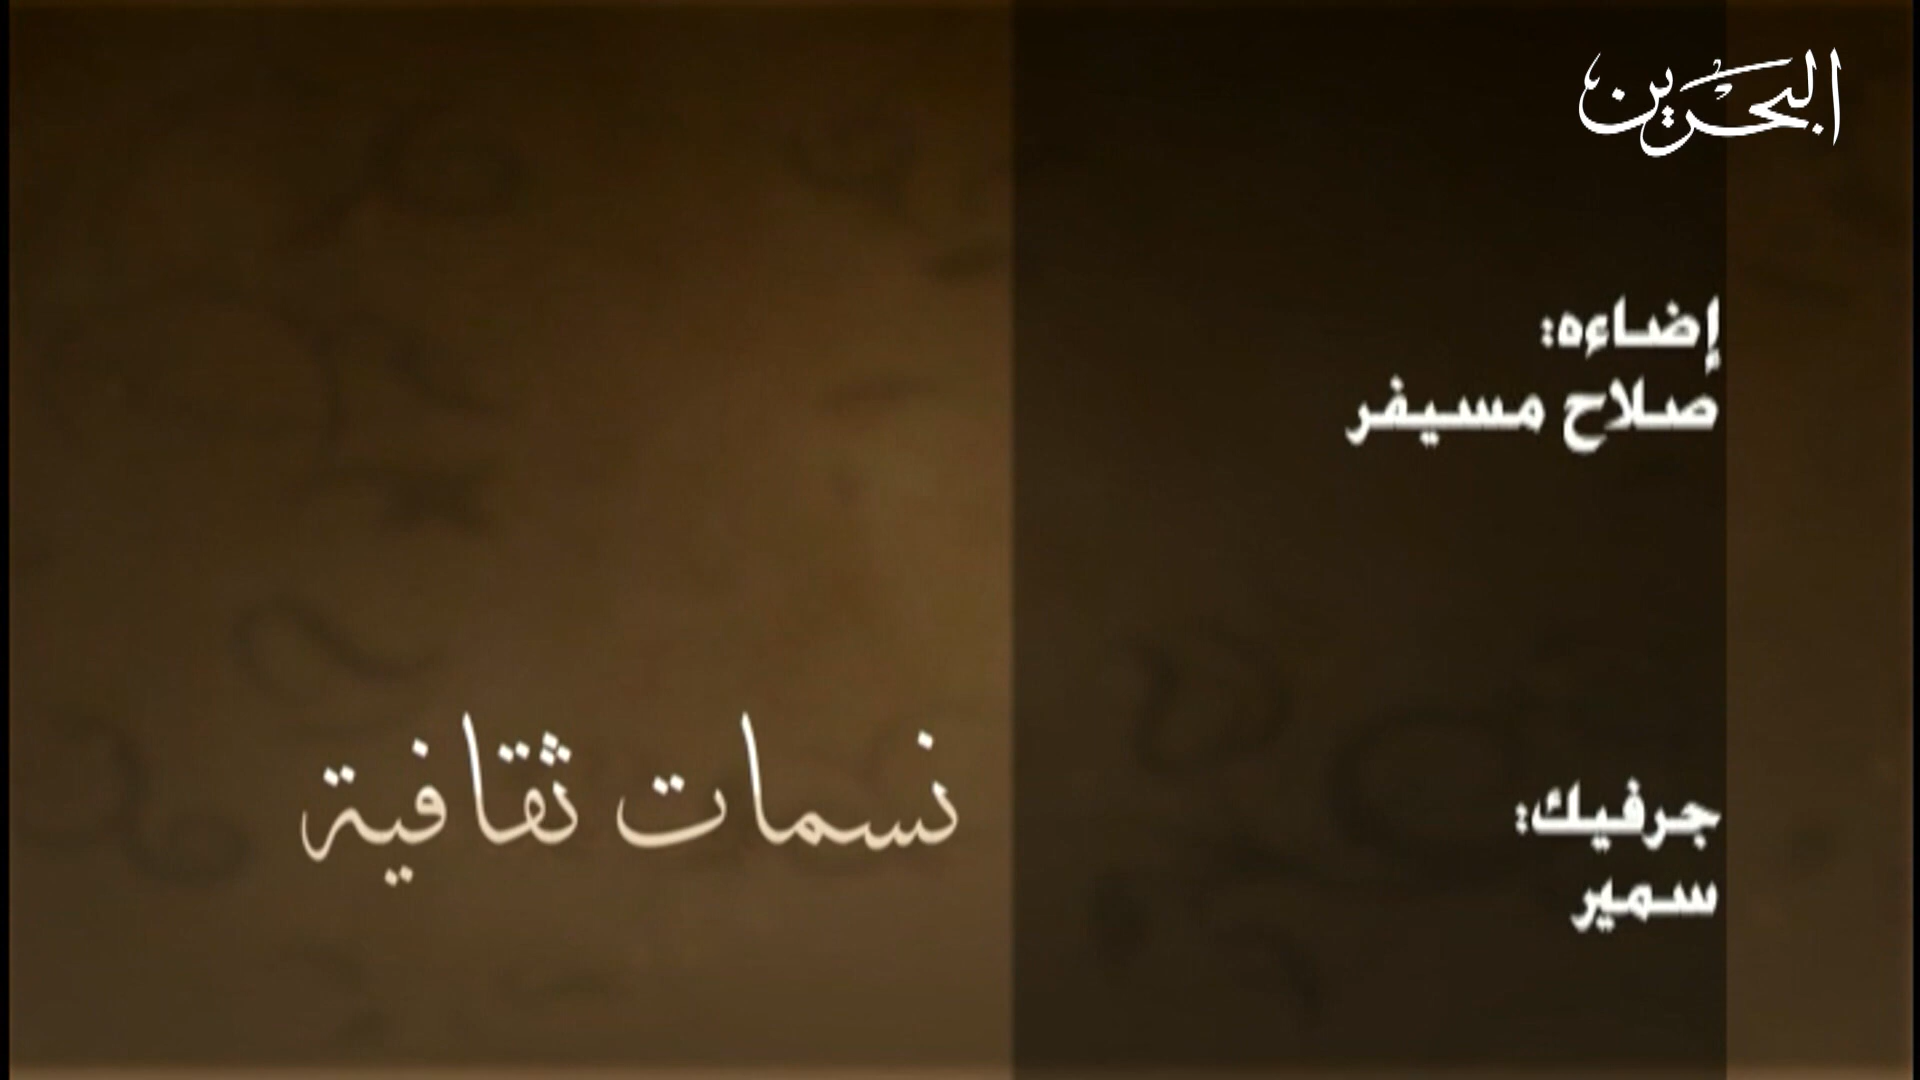 البحرين
إضاءه:
صلاح مسيفر
نسمات ثقافية
جرفيك:
سمير